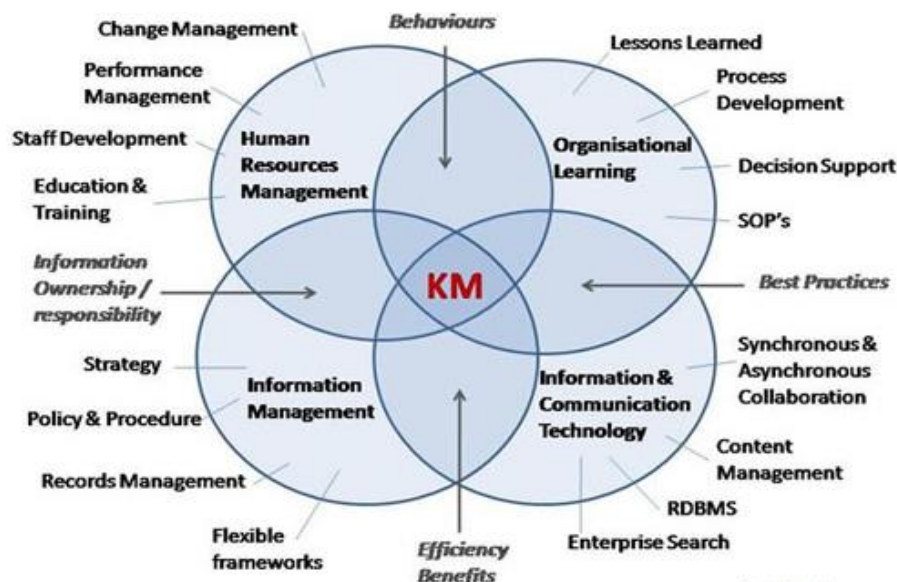 Behaviours
Change Management
Performance
Management
Staff Development
Education &
Training
Human
Resources
Management
Lessons Learned
Process
Development
Decision Support
SOP's
Organisational
Learning
Information
Ownership /
responsibility
KM
Best Practices
Strategy
Policy & Procedure
Records Management
Flexible
frameworks
Information
Management
Efficiency
Benefits
Information &
Communication
Technology
Synchronous &
Asynchronous
Collaboration
Content
Management
RDBMS
Enterprise Search